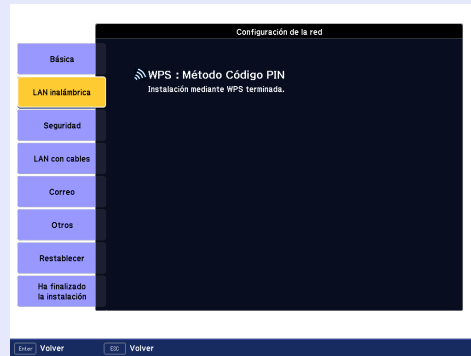 Configuración de la red
Básica
LAN inalámbrica
Seguridad
LAN con cables
Correo
Otros
Restablecer
Ha finalizado
la instalación
WPS : Método Código PIN
Instalación mediante WPS terminada.
Enter Volver
ESC Volver